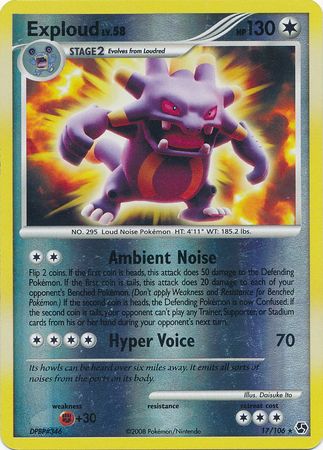 Exploud LV.58 HP 130
STAGE2 Evolves from Loudred
NO. 295 Loud Noise Pokémon HT: 4'11" WT: 185.2 lbs.
Ambient Noise
Flip 2 coins. If the first coin is heads, this attack does 50 damage to the Defending
Pokémon. If the first coin is tails, this attack does 20 damage to each of your
opponent's Benched Pokémon. (Don't apply Weakness and Resistance for Benched
Pokémon.) If the second coin is heads, the Defending Pokémon is now Confused. If
the second coin is tails, your opponent can't play any Trainer, Supporter, or Stadium
cards from his or her hand during your opponent's next turn.
Hyper Voice 70
Its howls can be heard over six miles away. It emits all sorts of
noises from the ports on its body.
Illus. Daisuke Ito
weakness resistance retreat cost
+30
DPBP#346 ©2008 Pokémon/Nintendo 17/106 ★